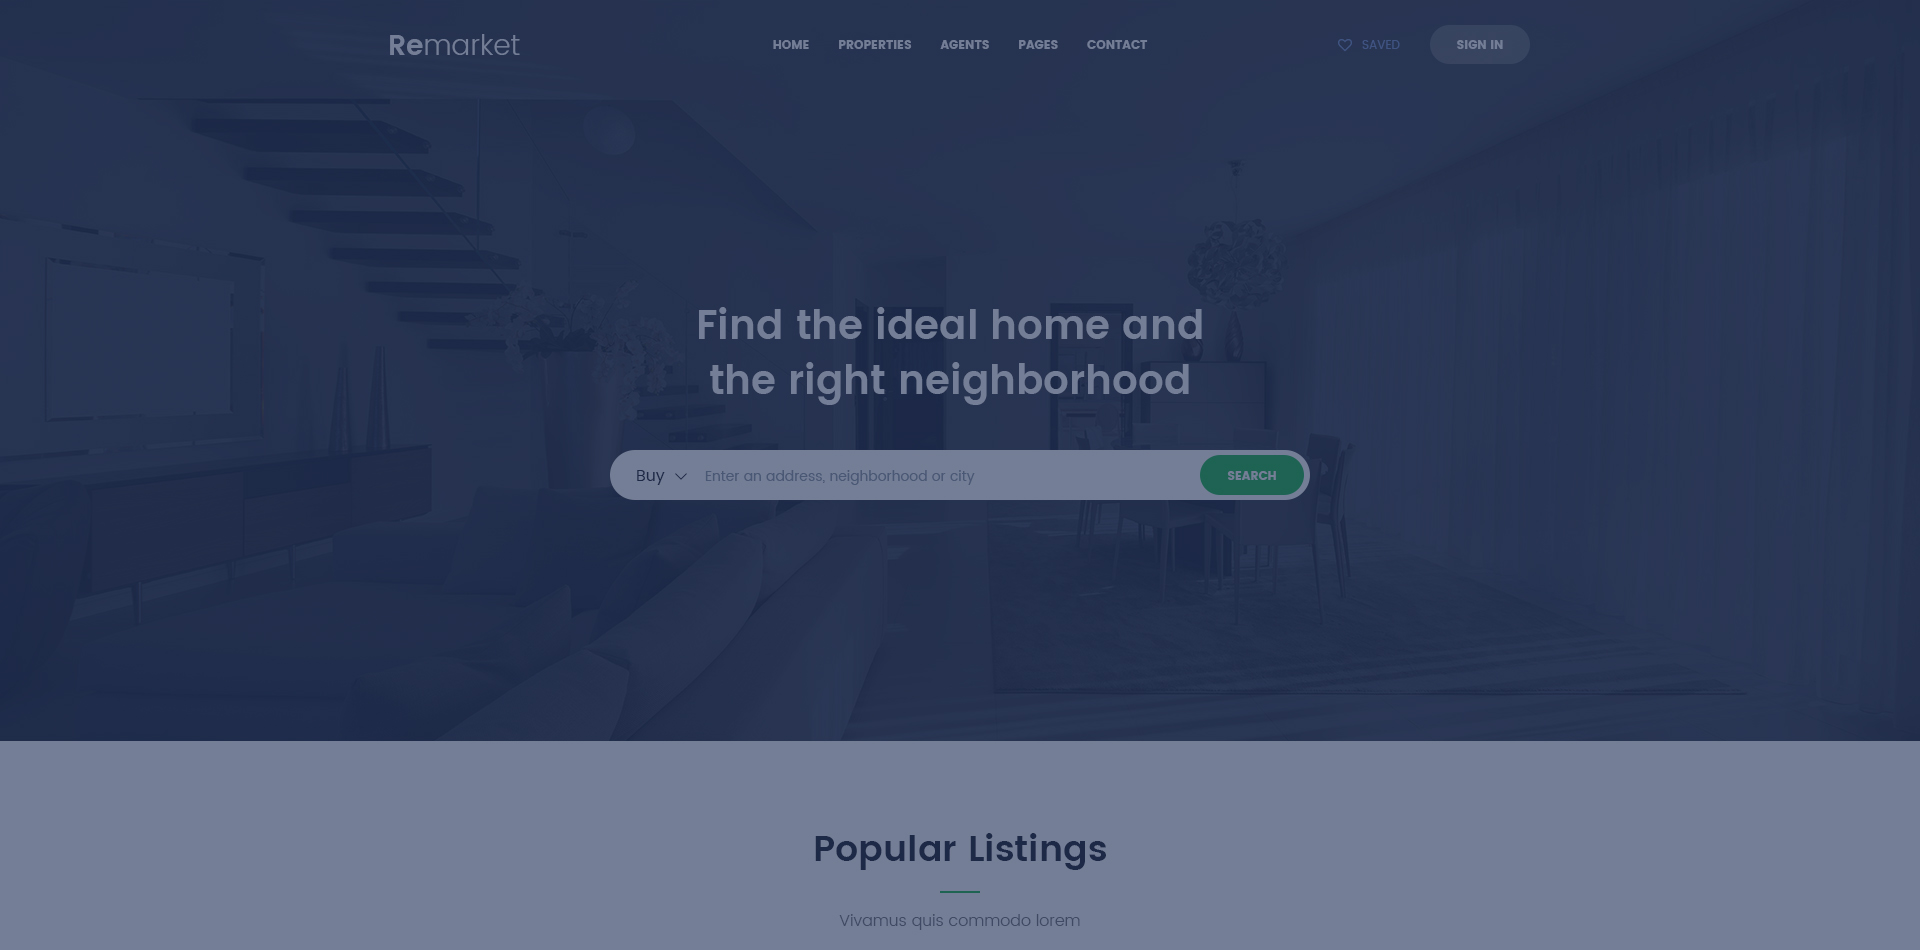 Remarket
HOME PROPERTIES AGENTS PAGES CONTACT
SAVED
SIGN IN
Find the ideal home and
the right neighborhood
Buy
Enter an address, neighborhood or city
SEARCH
Popular Listings
Vivamus quis commodo lorem